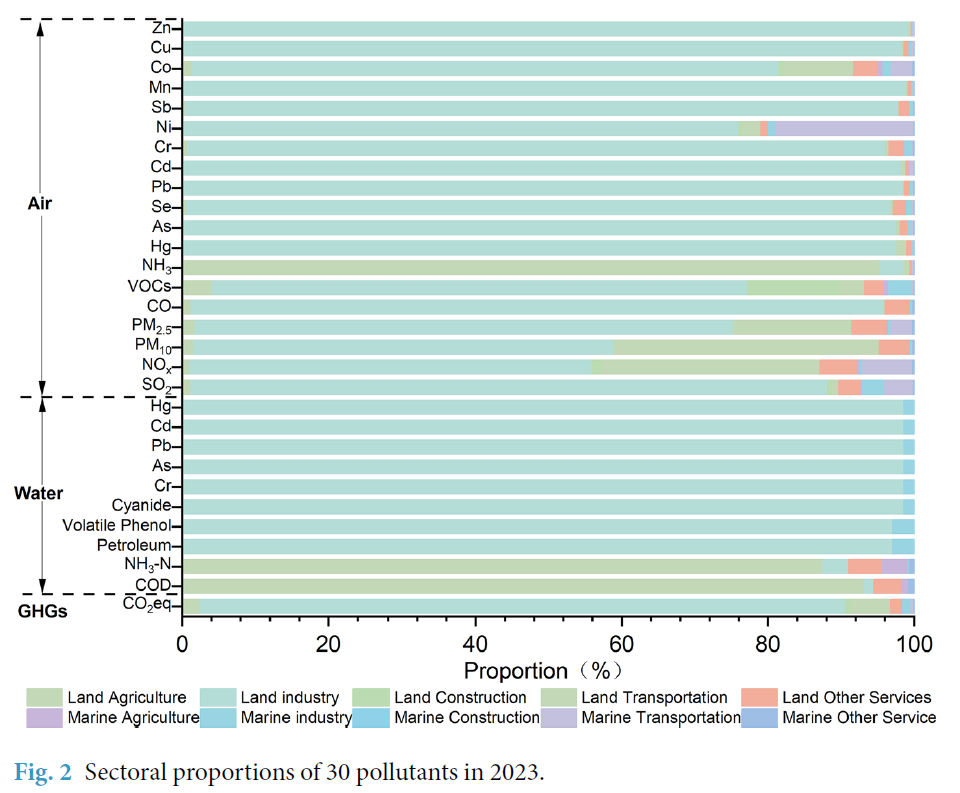 Zn
Cu
Co
Mn
Sb
Ni
Cr
Cd
Pb
Se
As
Hg
NH₃
VOCs
CO
PM₂.₅
PM₁₀
NOₓ
SO₂
Air
Hg
Cd
Pb
As
Cr
Cyanide
Volatile Phenol
Petroleum
NH₃-N
COD
Water
CO₂eq
GHGs
0 20 40 60 80 100
Proportion（%）
Land Agriculture Land industry Land Construction Land Transportation Land Other Services
Marine Agriculture Marine industry Marine Construction Marine Transportation Marine Other Service
Fig. 2 Sectoral proportions of 30 pollutants in 2023.